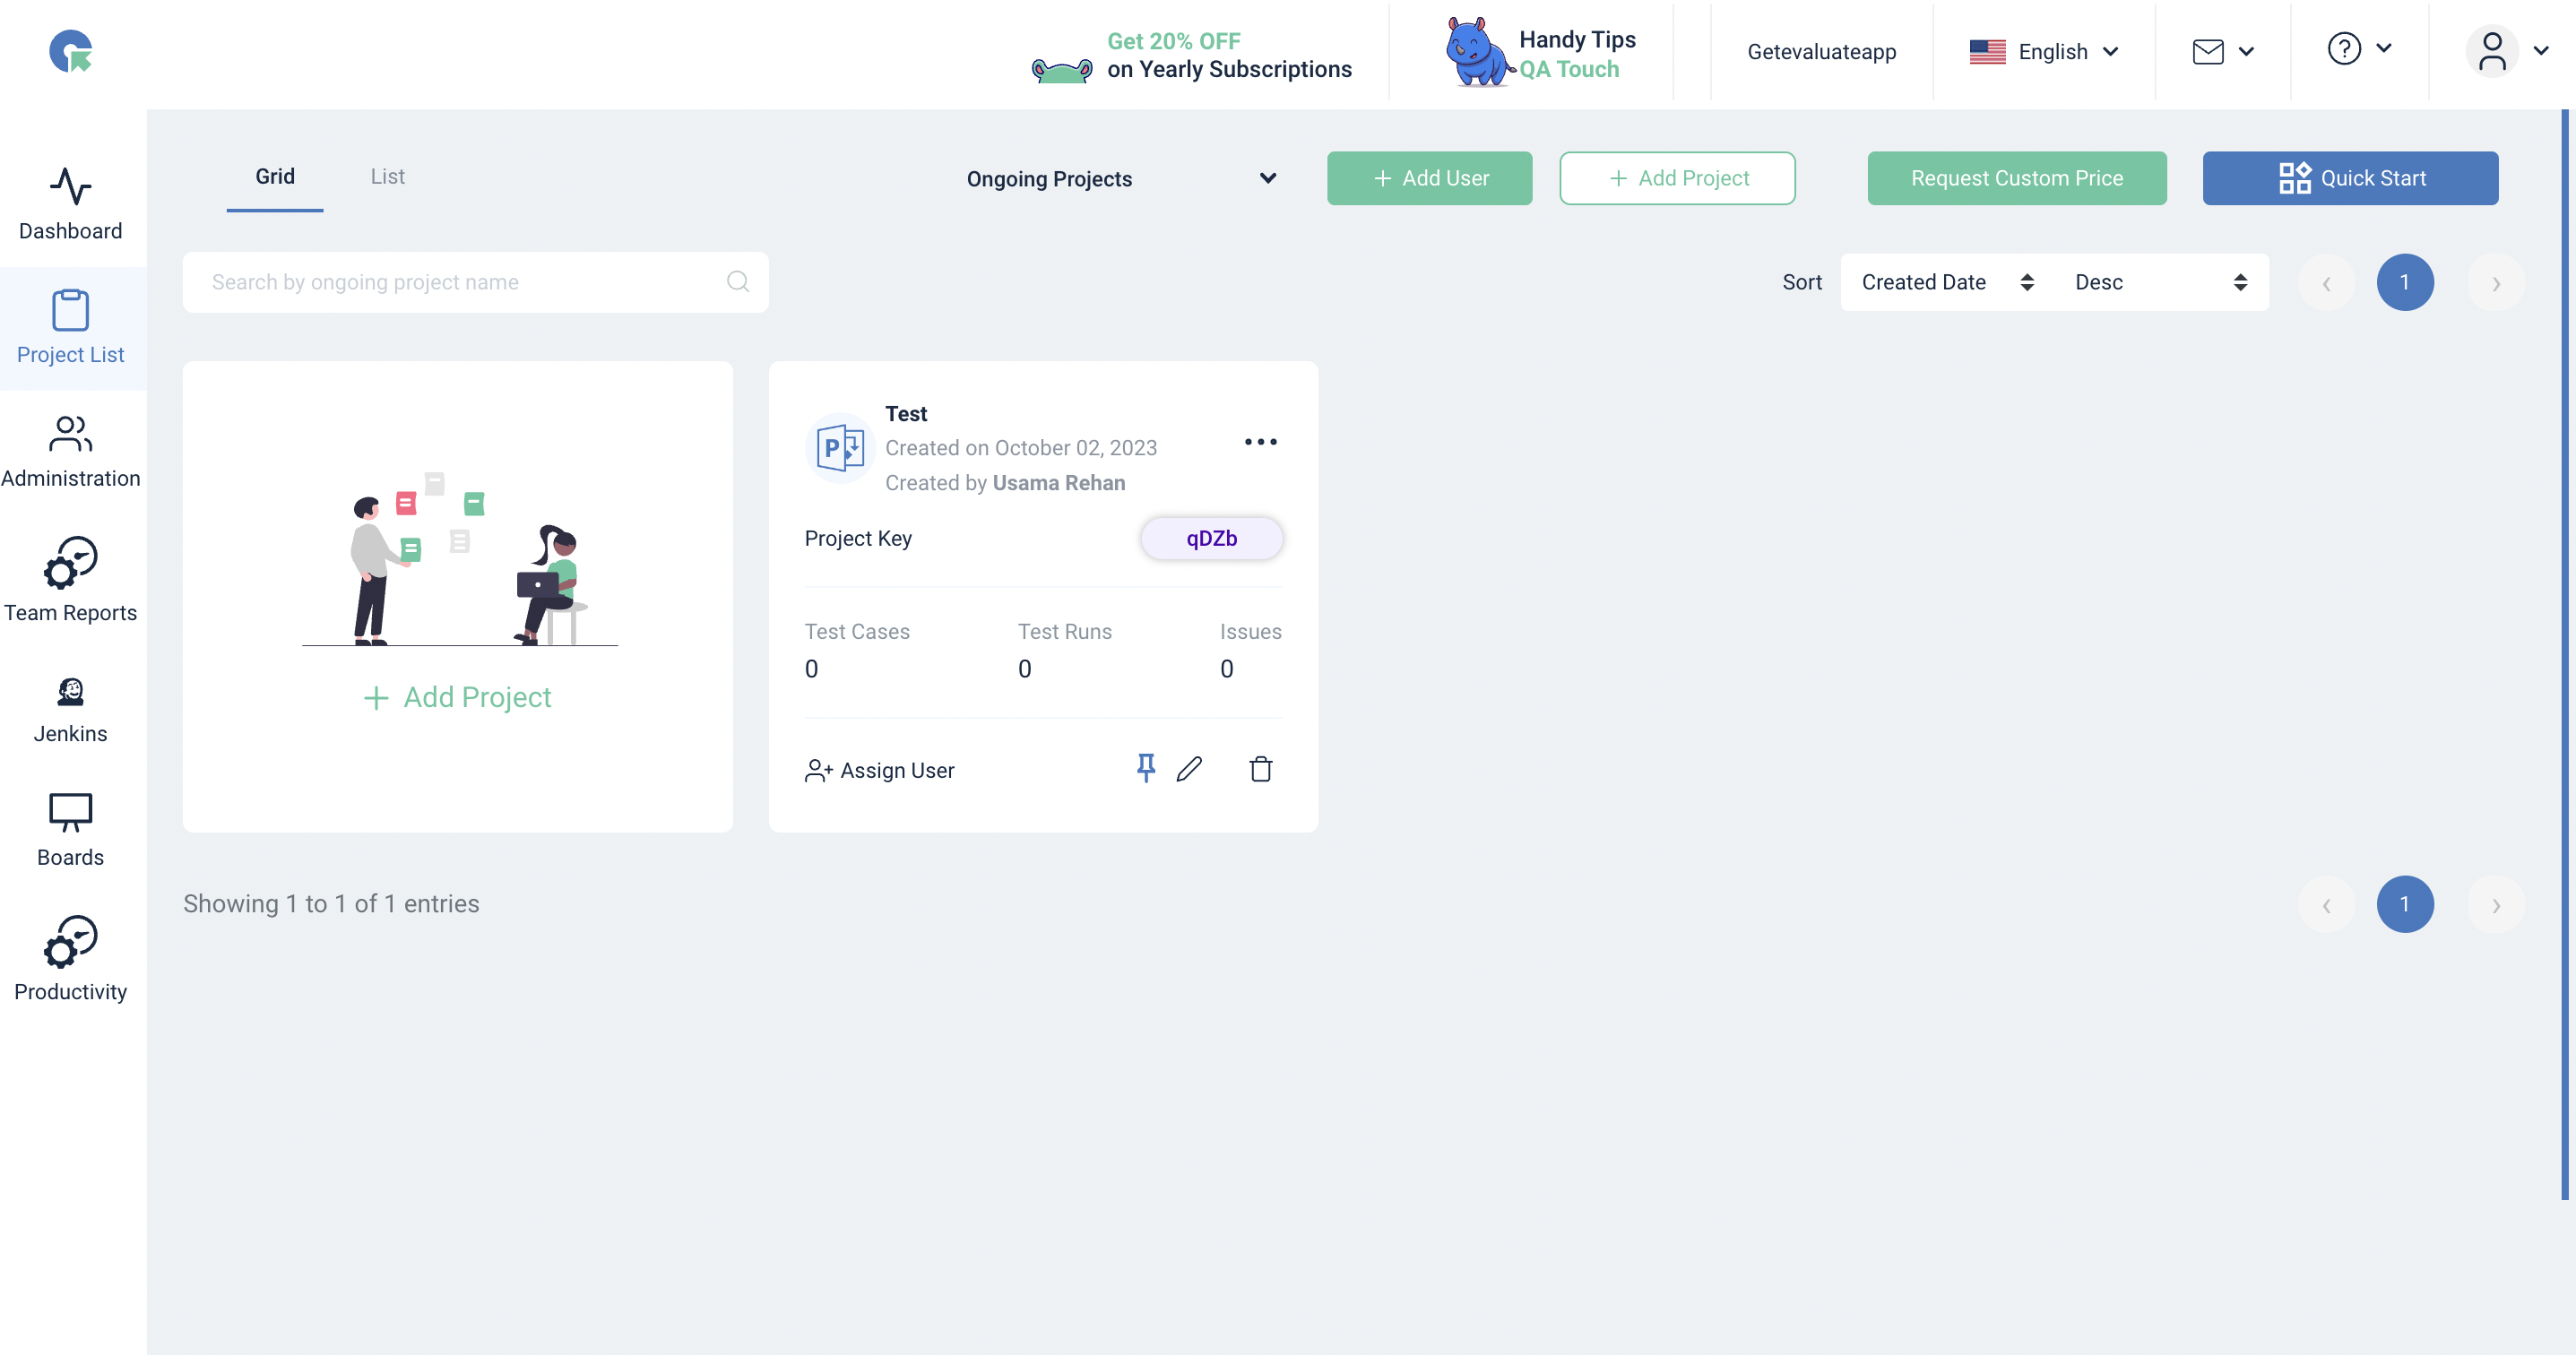 Get 20% OFF
on Yearly Subscriptions
Handy Tips
QA Touch
Getevaluateapp
English
Dashboard
Project List
Administration
Team Reports
Jenkins
Boards
Productivity
Grid
List
Ongoing Projects
+ Add User
+ Add Project
Request Custom Price
Quick Start
Search by ongoing project name
Sort
Created Date
Desc
‹
1
›
+ Add Project
Test
Created on October 02, 2023
Created by Usama Rehan
Project Key
qDZb
Test Cases
Test Runs
Issues
0
0
0
Assign User
Showing 1 to 1 of 1 entries
‹
1
›